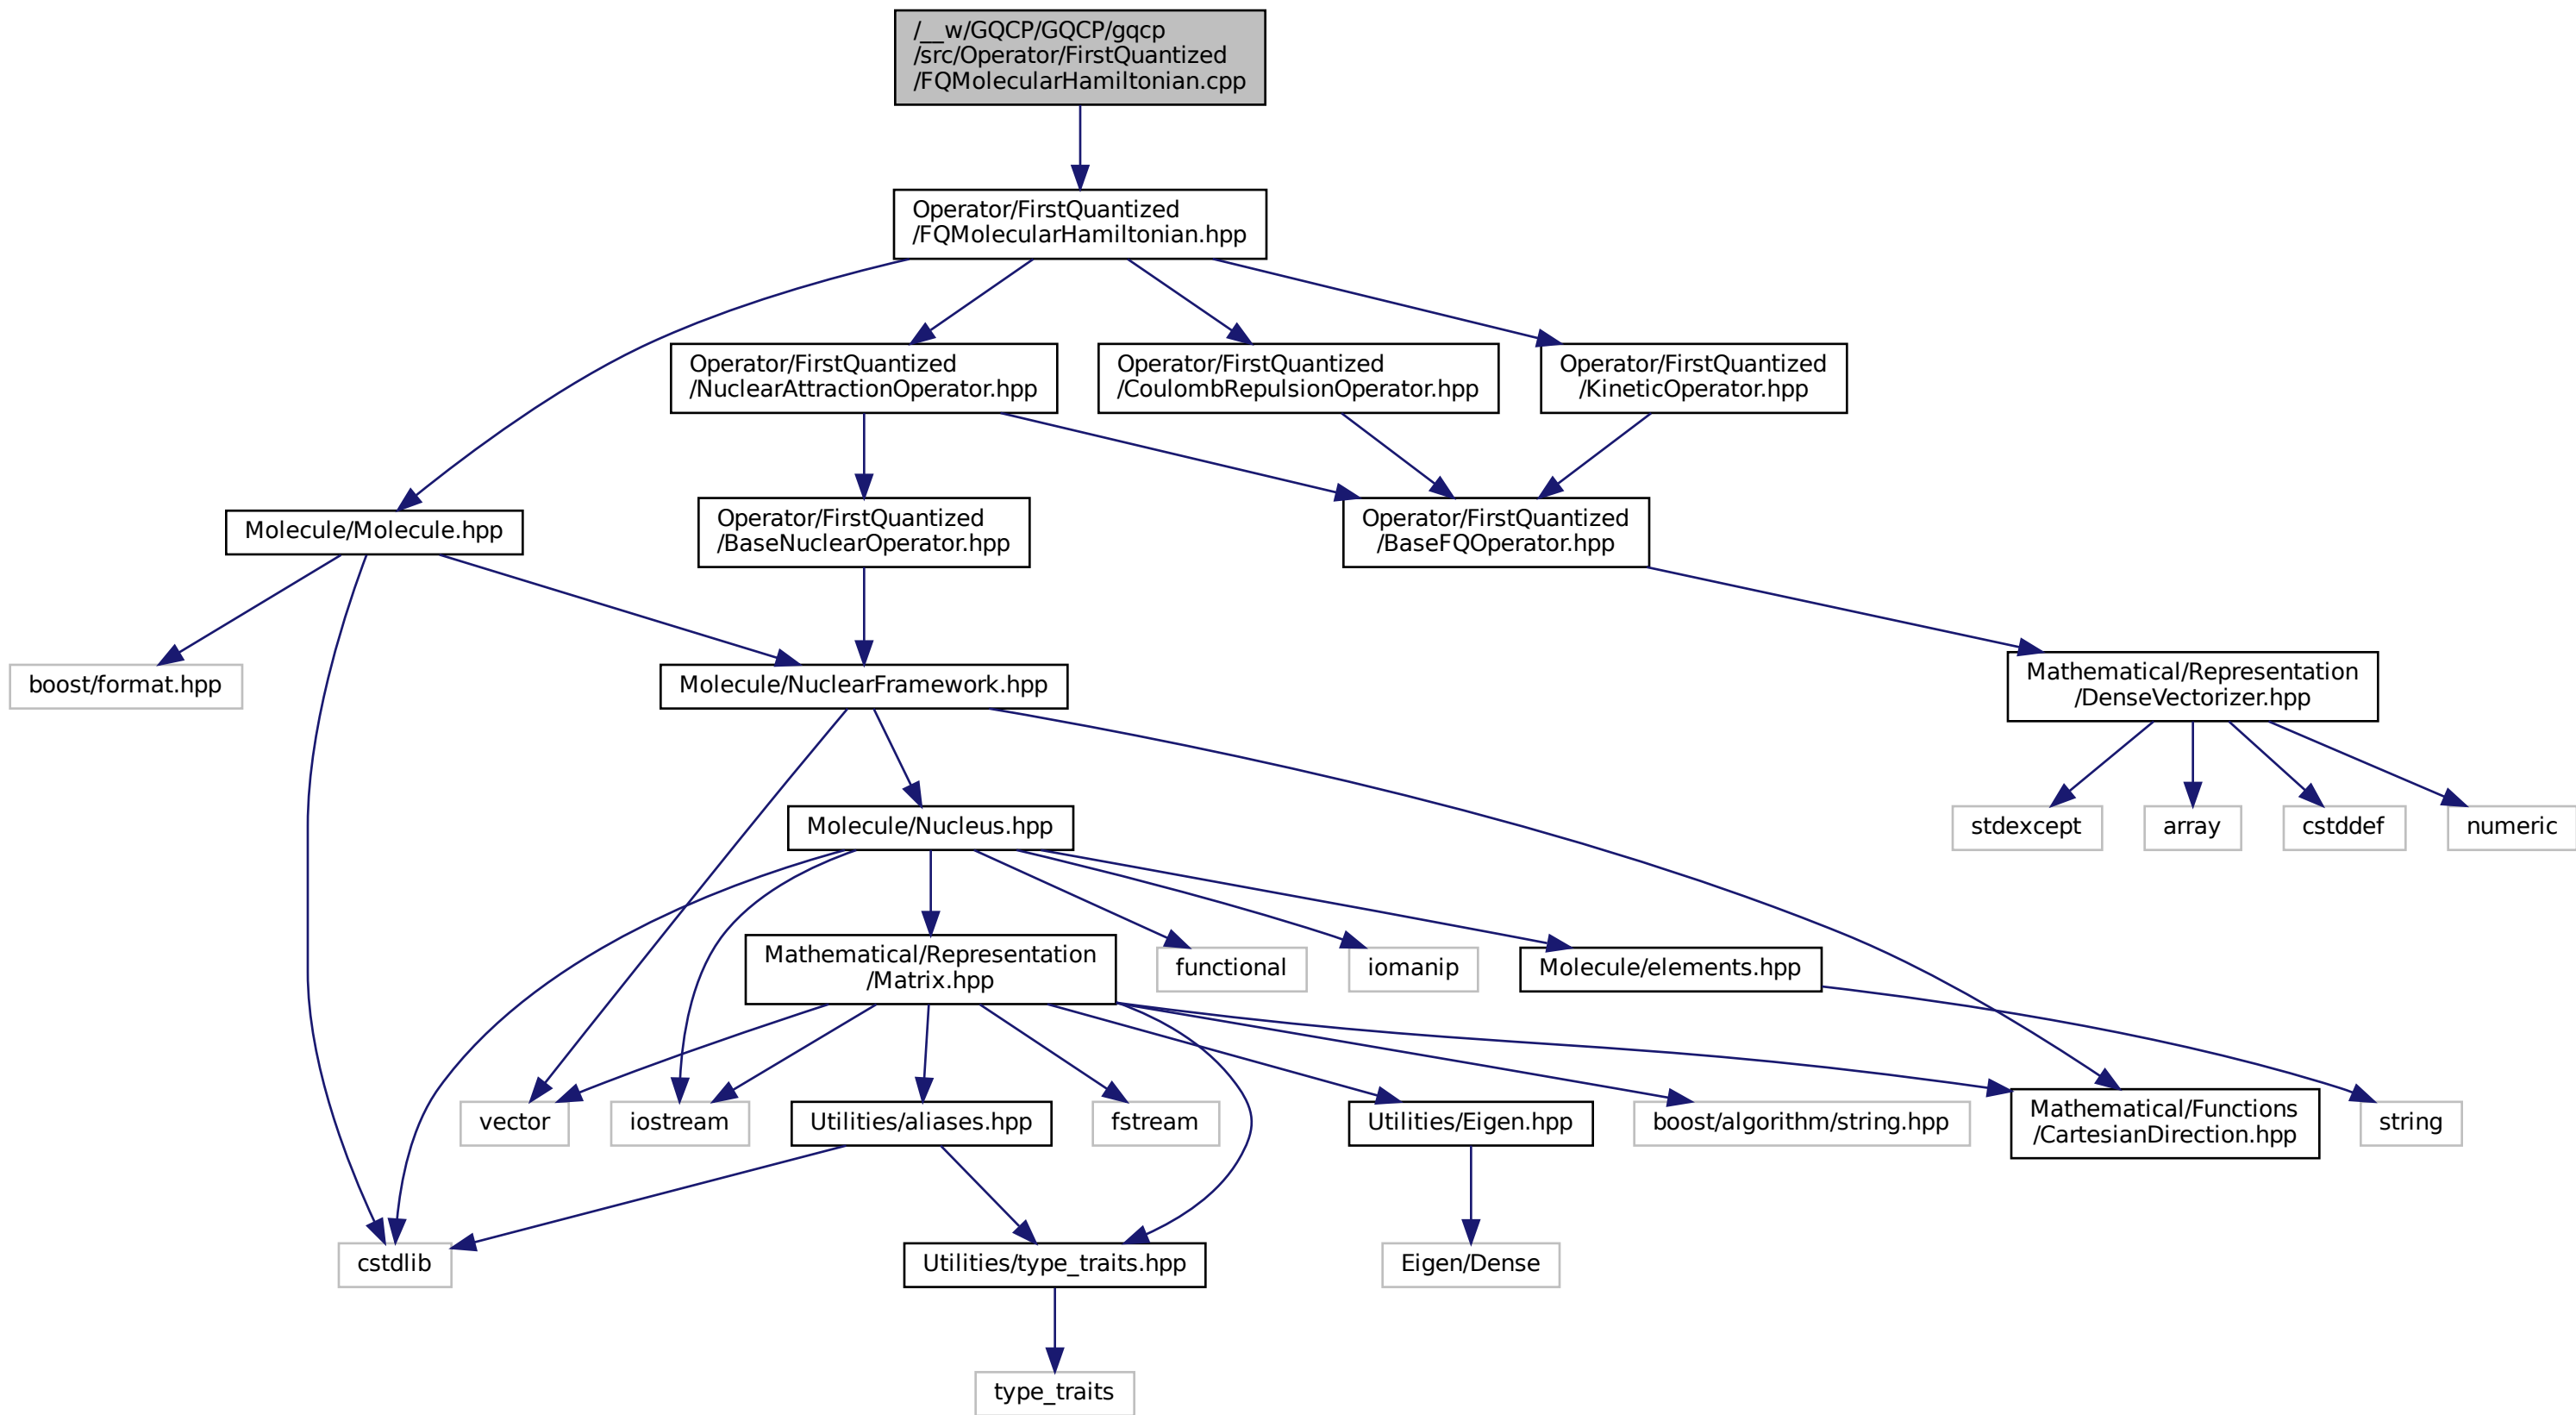 /__w/GQCP/GQCP/gqcp
/src/Operator/FirstQuantized
/FQMolecularHamiltonian.cpp
Operator/FirstQuantized
/FQMolecularHamiltonian.hpp
Operator/FirstQuantized
/NuclearAttractionOperator.hpp
Operator/FirstQuantized
/CoulombRepulsionOperator.hpp
Operator/FirstQuantized
/KineticOperator.hpp
Molecule/Molecule.hpp
Operator/FirstQuantized
/BaseNuclearOperator.hpp
Operator/FirstQuantized
/BaseFQOperator.hpp
boost/format.hpp
Molecule/NuclearFramework.hpp
Mathematical/Representation
/DenseVectorizer.hpp
Molecule/Nucleus.hpp
stdexcept
array
cstddef
numeric
Mathematical/Representation
/Matrix.hpp
functional
iomanip
Molecule/elements.hpp
vector
iostream
Utilities/aliases.hpp
fstream
Utilities/Eigen.hpp
boost/algorithm/string.hpp
Mathematical/Functions
/CartesianDirection.hpp
string
cstdlib
Utilities/type_traits.hpp
Eigen/Dense
type_traits